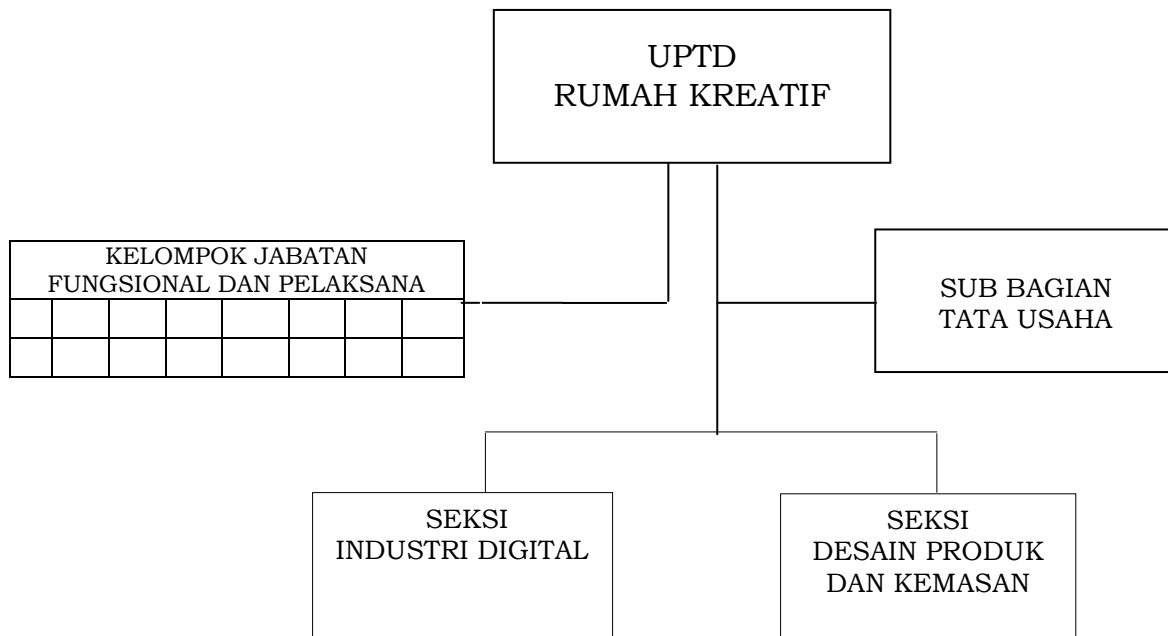 UPTD
RUMAH KREATIF
KELOMPOK JABATAN
FUNGSIONAL DAN PELAKSANA
SUB BAGIAN
TATA USAHA
SEKSI
INDUSTRI DIGITAL
SEKSI
DESAIN PRODUK
DAN KEMASAN